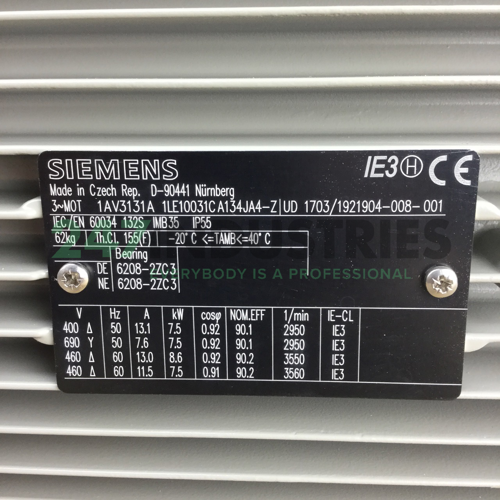 SIEMENS IE3 H CE
Made in Czech Rep. D-90441 Nürnberg
3~MOT 1AV3131A 1LE10031CA134JA4-Z UD 1703/1921904-008-001
IEC/EN 60034 132S IMB35 IP55
62kg Th.Cl. 155(F) -20°C <=TAMB<=40°C
Bearing
DE 6208-2ZC3
NE 6208-2ZC3
V Hz A kW cosφ NOM.EFF 1/min IE-CL
400 Δ 50 13.1 7.5 0.92 90.1 2950 IE3
690 Y 50 7.6 7.5 0.92 90.1 2950 IE3
460 Δ 60 13.0 8.6 0.92 90.2 3550 IE3
460 Δ 60 11.5 7.5 0.91 90.2 3560 IE3
INDUSTRIES
EVERYBODY IS A DIFFERENT